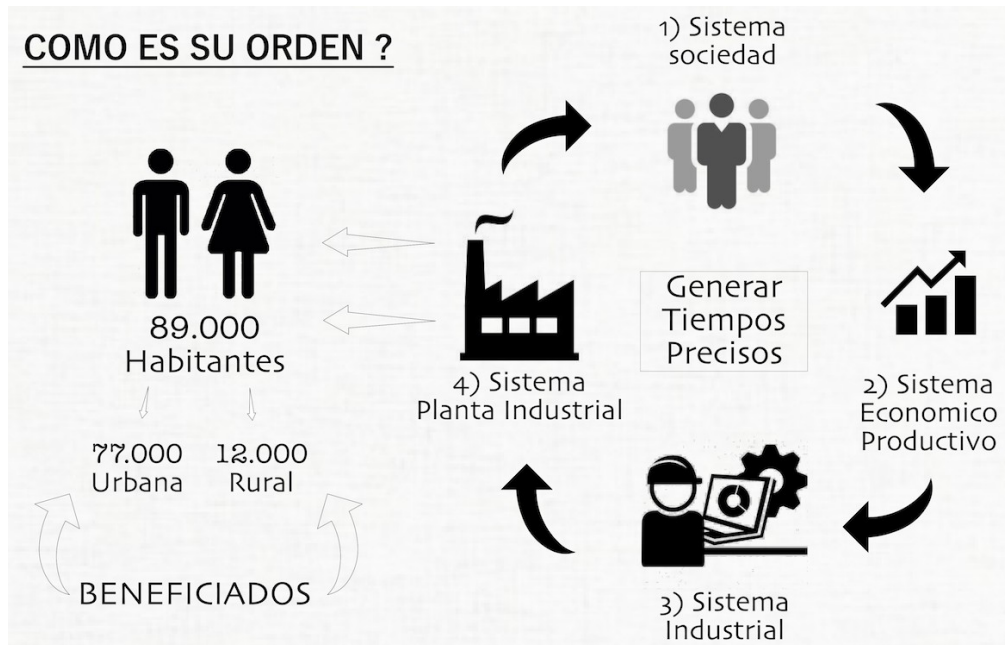 COMO ES SU ORDEN ?
1) Sistema
sociedad
89.000
Habitantes
77.000
Urbana
12.000
Rural
BENEFICIADOS
Generar
Tiempos
Precisos
2) Sistema
Economico
Productivo
3) Sistema
Industrial
4) Sistema
Planta Industrial